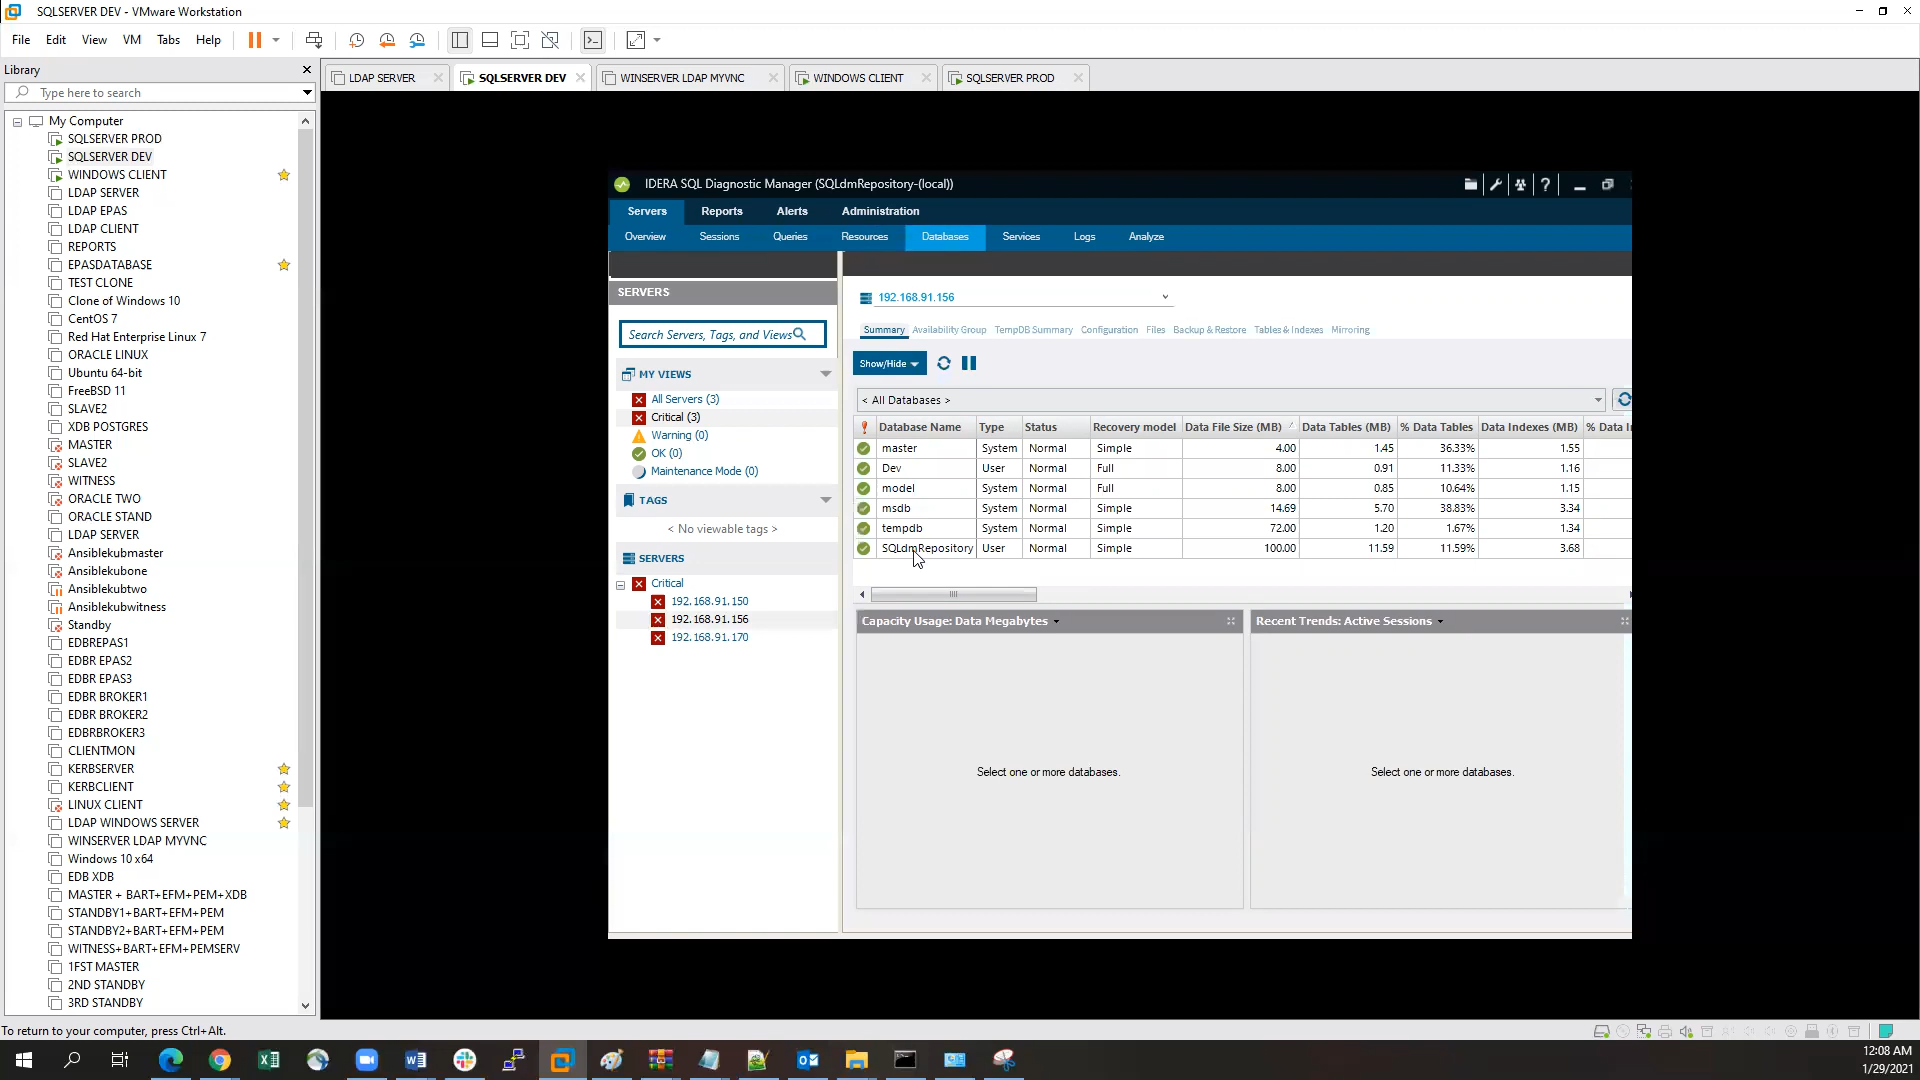 SQLSERVER DEV - VMware Workstation
File Edit View VM Tabs Help
Library
Type here to search
LDAP SERVER SQLSERVER DEV WINSERVER LDAP MYVNC WINDOWS CLIENT SQLSERVER PROD
My Computer
SQLSERVER PROD
SQLSERVER DEV
WINDOWS CLIENT
LDAP SERVER
LDAP EPAS
LDAP CLIENT
REPORTS
EPASDATABASE
TEST CLONE
Clone of Windows 10
CentOS 7
Red Hat Enterprise Linux 7
ORACLE LINUX
Ubuntu 64-bit
FreeBSD 11
SLAVE2
XDB POSTGRES
MASTER
SLAVE2
WITNESS
ORACLE TWO
ORACLE STAND
LDAP SERVER
Ansiblekubmaster
Ansiblekubone
Ansiblekubtwo
Ansiblekubwitness
Standby
EDBREPAS1
EDBR EPAS2
EDBR EPAS3
EDBR BROKER1
EDBR BROKER2
EDBRBROKER3
CLIENTMON
KERBSERVER
KERBCLIENT
LINUX CLIENT
LDAP WINDOWS SERVER
WINSERVER LDAP MYVNC
Windows 10 x64
EDB XDB
MASTER + BART+EFM+PEM+XDB
STANDBY1+BART+EFM+PEM
STANDBY2+BART+EFM+PEM
WITNESS+BART+EFM+PEMSERV
1FST MASTER
2ND STANDBY
3RD STANDBY
IDERA SQL Diagnostic Manager (SQLdmRepository-(local))
Servers Reports Alerts Administration
Overview Sessions Queries Resources Databases Services Logs Analyze
SERVERS
Search Servers, Tags, and Views
MY VIEWS
All Servers (3)
Critical (3)
Warning (0)
OK (0)
Maintenance Mode (0)
TAGS
< No viewable tags >
SERVERS
Critical
192.168.91.150
192.168.91.156
192.168.91.170
192.168.91.156
Summary Availability Group TempDB Summary Configuration Files Backup & Restore Tables & Indexes Mirroring
Show/Hide
< All Databases >
Database Name Type Status Recovery model Data File Size (MB) Data Tables (MB) % Data Tables Data Indexes (MB) % Data I
master System Normal Simple 4.00 1.45 36.33% 1.55
Dev User Normal Full 8.00 0.91 11.33% 1.16
model System Normal Full 8.00 0.85 10.64% 1.15
msdb System Normal Simple 14.69 5.70 38.83% 3.34
tempdb System Normal Simple 72.00 1.20 1.67% 1.34
SQLdmRepository User Normal Simple 100.00 11.59 11.59% 3.68
Capacity Usage: Data Megabytes Recent Trends: Active Sessions
Select one or more databases. Select one or more databases.
To return to your computer, press Ctrl+Alt.
12:08 AM
1/29/2021